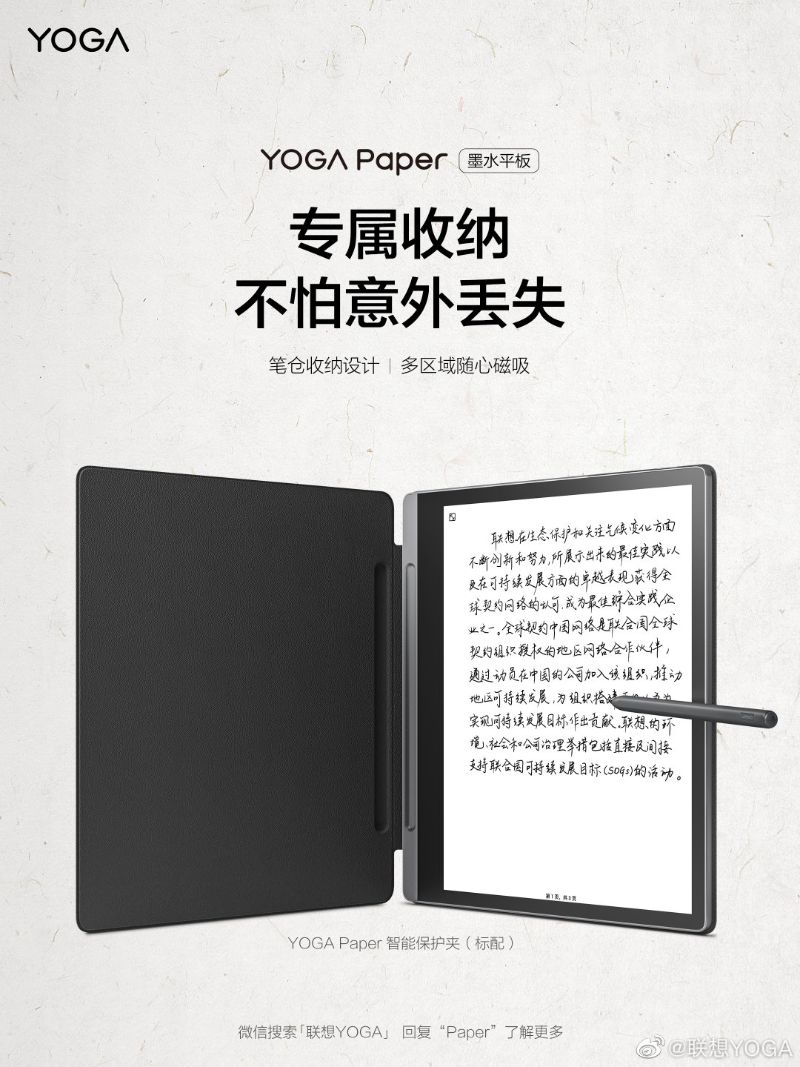 YOGA
YOGA Paper 墨水平板
专属收纳
不怕意外丢失
笔仓收纳设计 | 多区域随心磁吸
联想在生态保护和关注气候变化方面
不断创新和努力,所展示出来的最佳实践以
及在可持续发展方面的卓越表现,获得全
球契约网络的认可,成为最佳综合实践企
业之一。全球契约中国网络是联合国全球
契约组织授权的地区网络合作伙伴,
通过动员在中国的公司加入该组织,推动
地区可持续发展,为组织搭建
实现可持续发展目标,作出贡献。联想的环
境、社会和公司治理举措包括直接及间接
支持联合国可持续发展目标(SDGs)的活动。
第1页,共3页
YOGA Paper 智能保护夹(标配)
微信搜索「联想YOGA」 回复“Paper”了解更多
@联想YOGA